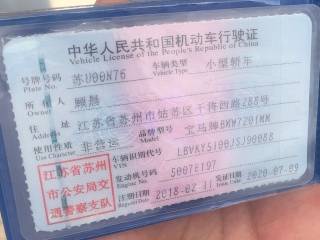 中华人民共和国机动车行驶证
Vehicle License of the People's Republic of China
号牌号码 苏U00N76 车辆类型 小型轿车
Plate No. Vehicle Type
所有人 顾晨
Owner
住址 江苏省苏州市姑苏区干将西路288号
Address
使用性质 非营运 品牌型号 宝马牌BMW7201MM
Use Character Model
车辆识别代号
VIN
江苏省苏州
市公安局交
通警察支队
发动机号码
Engine No.
注册日期 2018-02-11 发证日期 2020-07-09
Register Date Issue Date